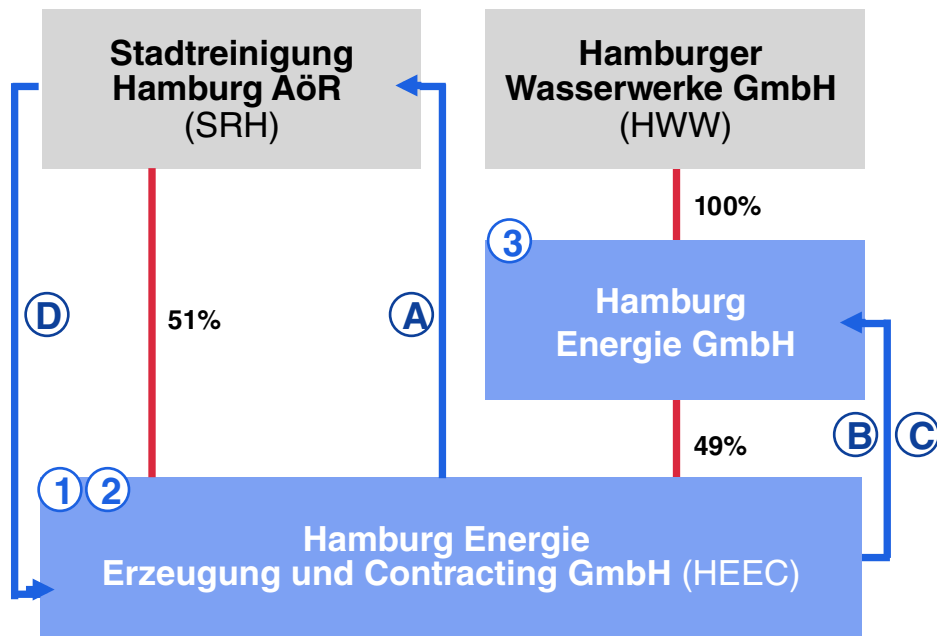 Stadtreinigung
Hamburg AöR
(SRH)
Hamburger
Wasserwerke GmbH
(HWW)
100%
3
Hamburg
Energie GmbH
D
51%
A
B
C
49%
1
2
Hamburg Energie
Erzeugung und Contracting GmbH (HEEC)